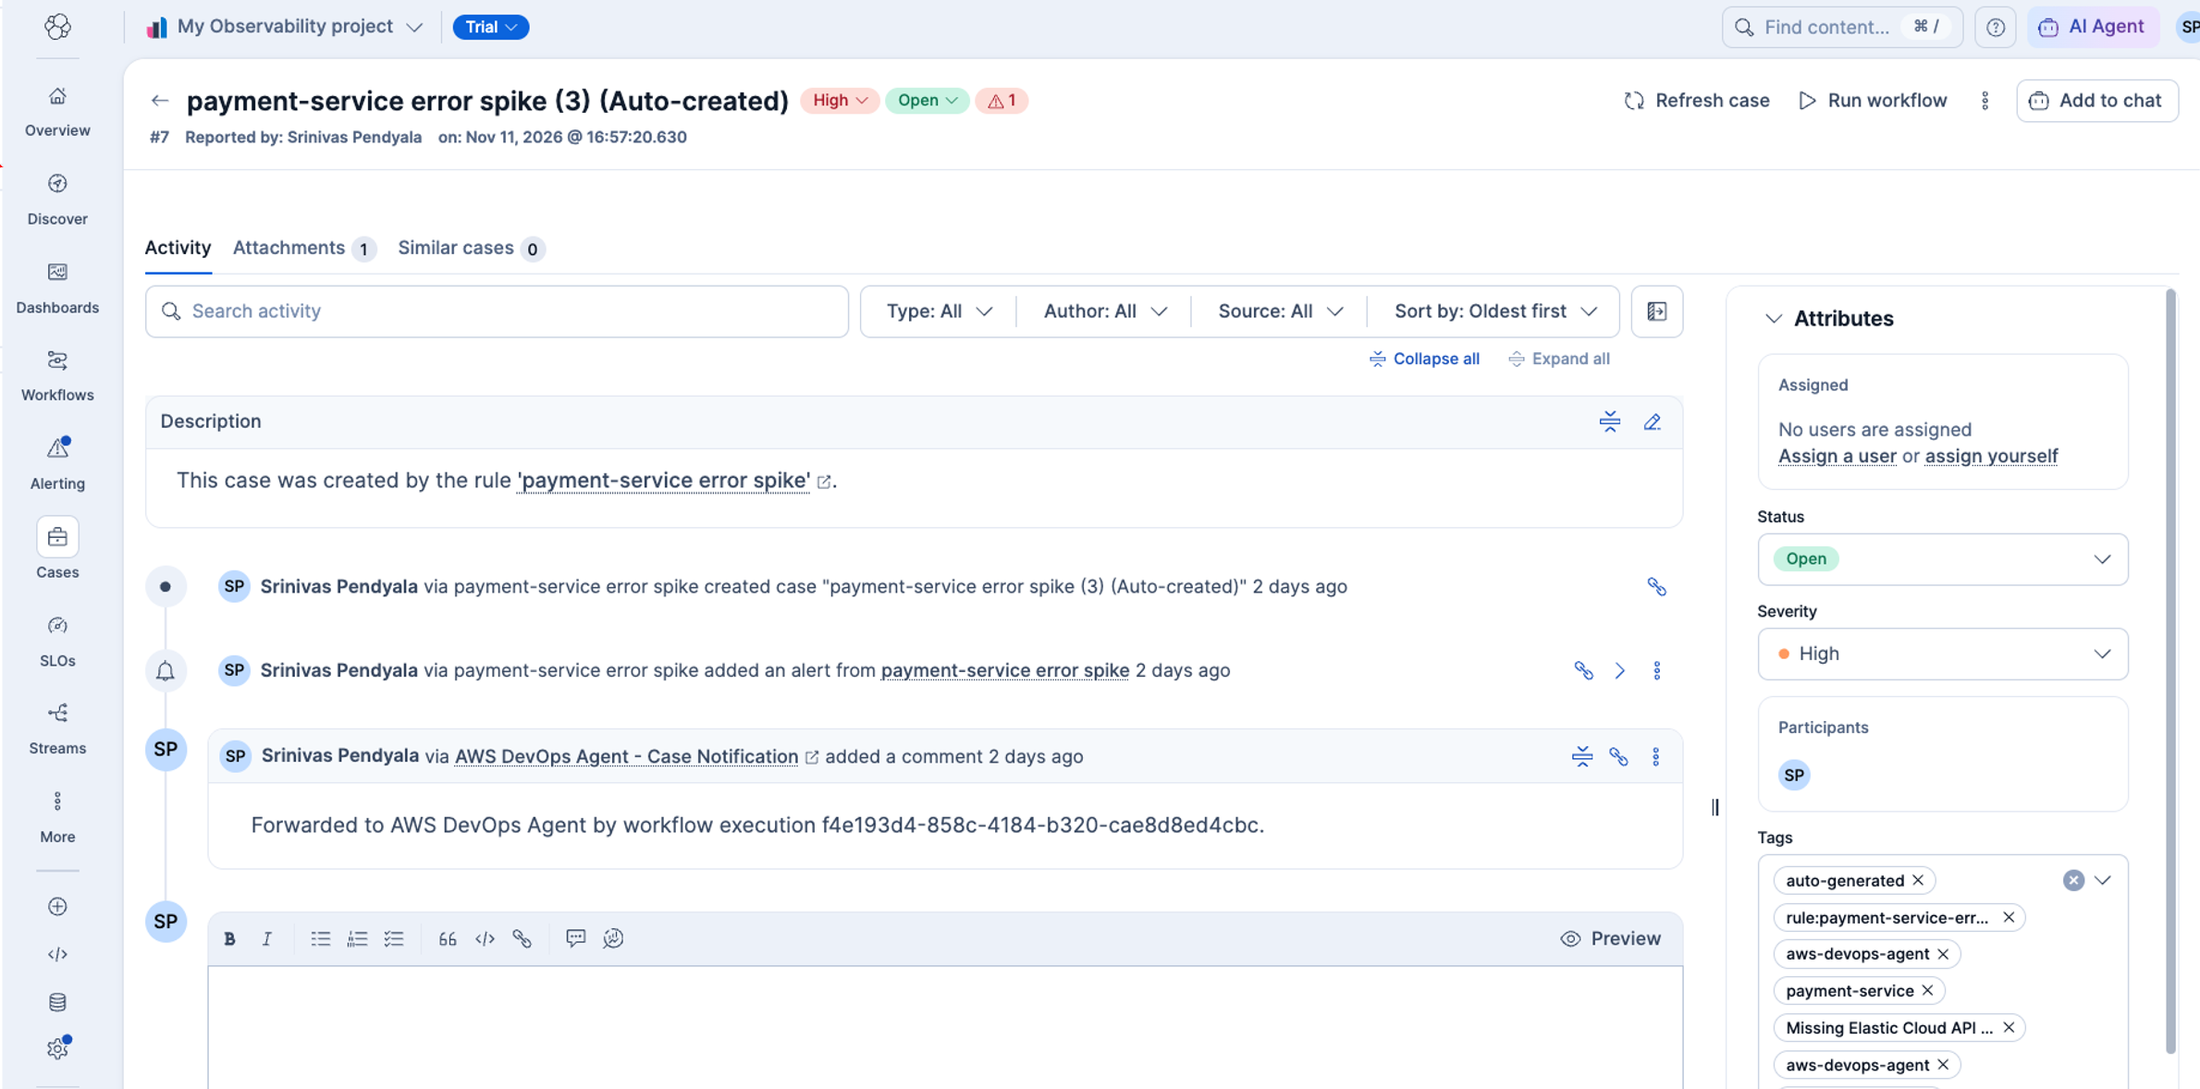 My Observability project
Trial
Find content... ⌘ /
AI Agent
SP
payment-service error spike (3) (Auto-created)
High
Open
1
Refresh case
Run workflow
Add to chat
#7 Reported by: Srinivas Pendyala on: Nov 11, 2026 @ 16:57:20.630
Overview
Discover
Dashboards
Workflows
Alerting
Cases
SLOs
Streams
More
Activity
Attachments 1
Similar cases 0
Search activity
Type: All
Author: All
Source: All
Sort by: Oldest first
Collapse all
Expand all
Description
This case was created by the rule 'payment-service error spike'.
SP Srinivas Pendyala via payment-service error spike created case "payment-service error spike (3) (Auto-created)" 2 days ago
SP Srinivas Pendyala via payment-service error spike added an alert from payment-service error spike 2 days ago
SP
SP Srinivas Pendyala via AWS DevOps Agent - Case Notification added a comment 2 days ago
Forwarded to AWS DevOps Agent by workflow execution f4e193d4-858c-4184-b320-cae8d8ed4cbc.
SP
B I
Preview
Attributes
Assigned
No users are assigned
Assign a user or assign yourself
Status
Open
Severity
High
Participants
SP
Tags
auto-generated
rule:payment-service-err...
aws-devops-agent
payment-service
Missing Elastic Cloud API ...
aws-devops-agent